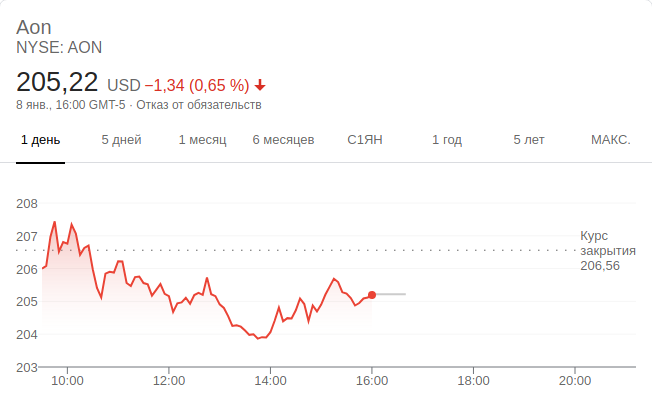 Aon
NYSE: AON
205,22 USD −1,34 (0,65 %)
8 янв., 16:00 GMT-5 · Отказ от обязательств
1 день 5 дней 1 месяц 6 месяцев С1ЯН 1 год 5 лет МАКС.
208
207
Курс
закрытия
206,56
206
205
204
203
10:00 12:00 14:00 16:00 18:00 20:00